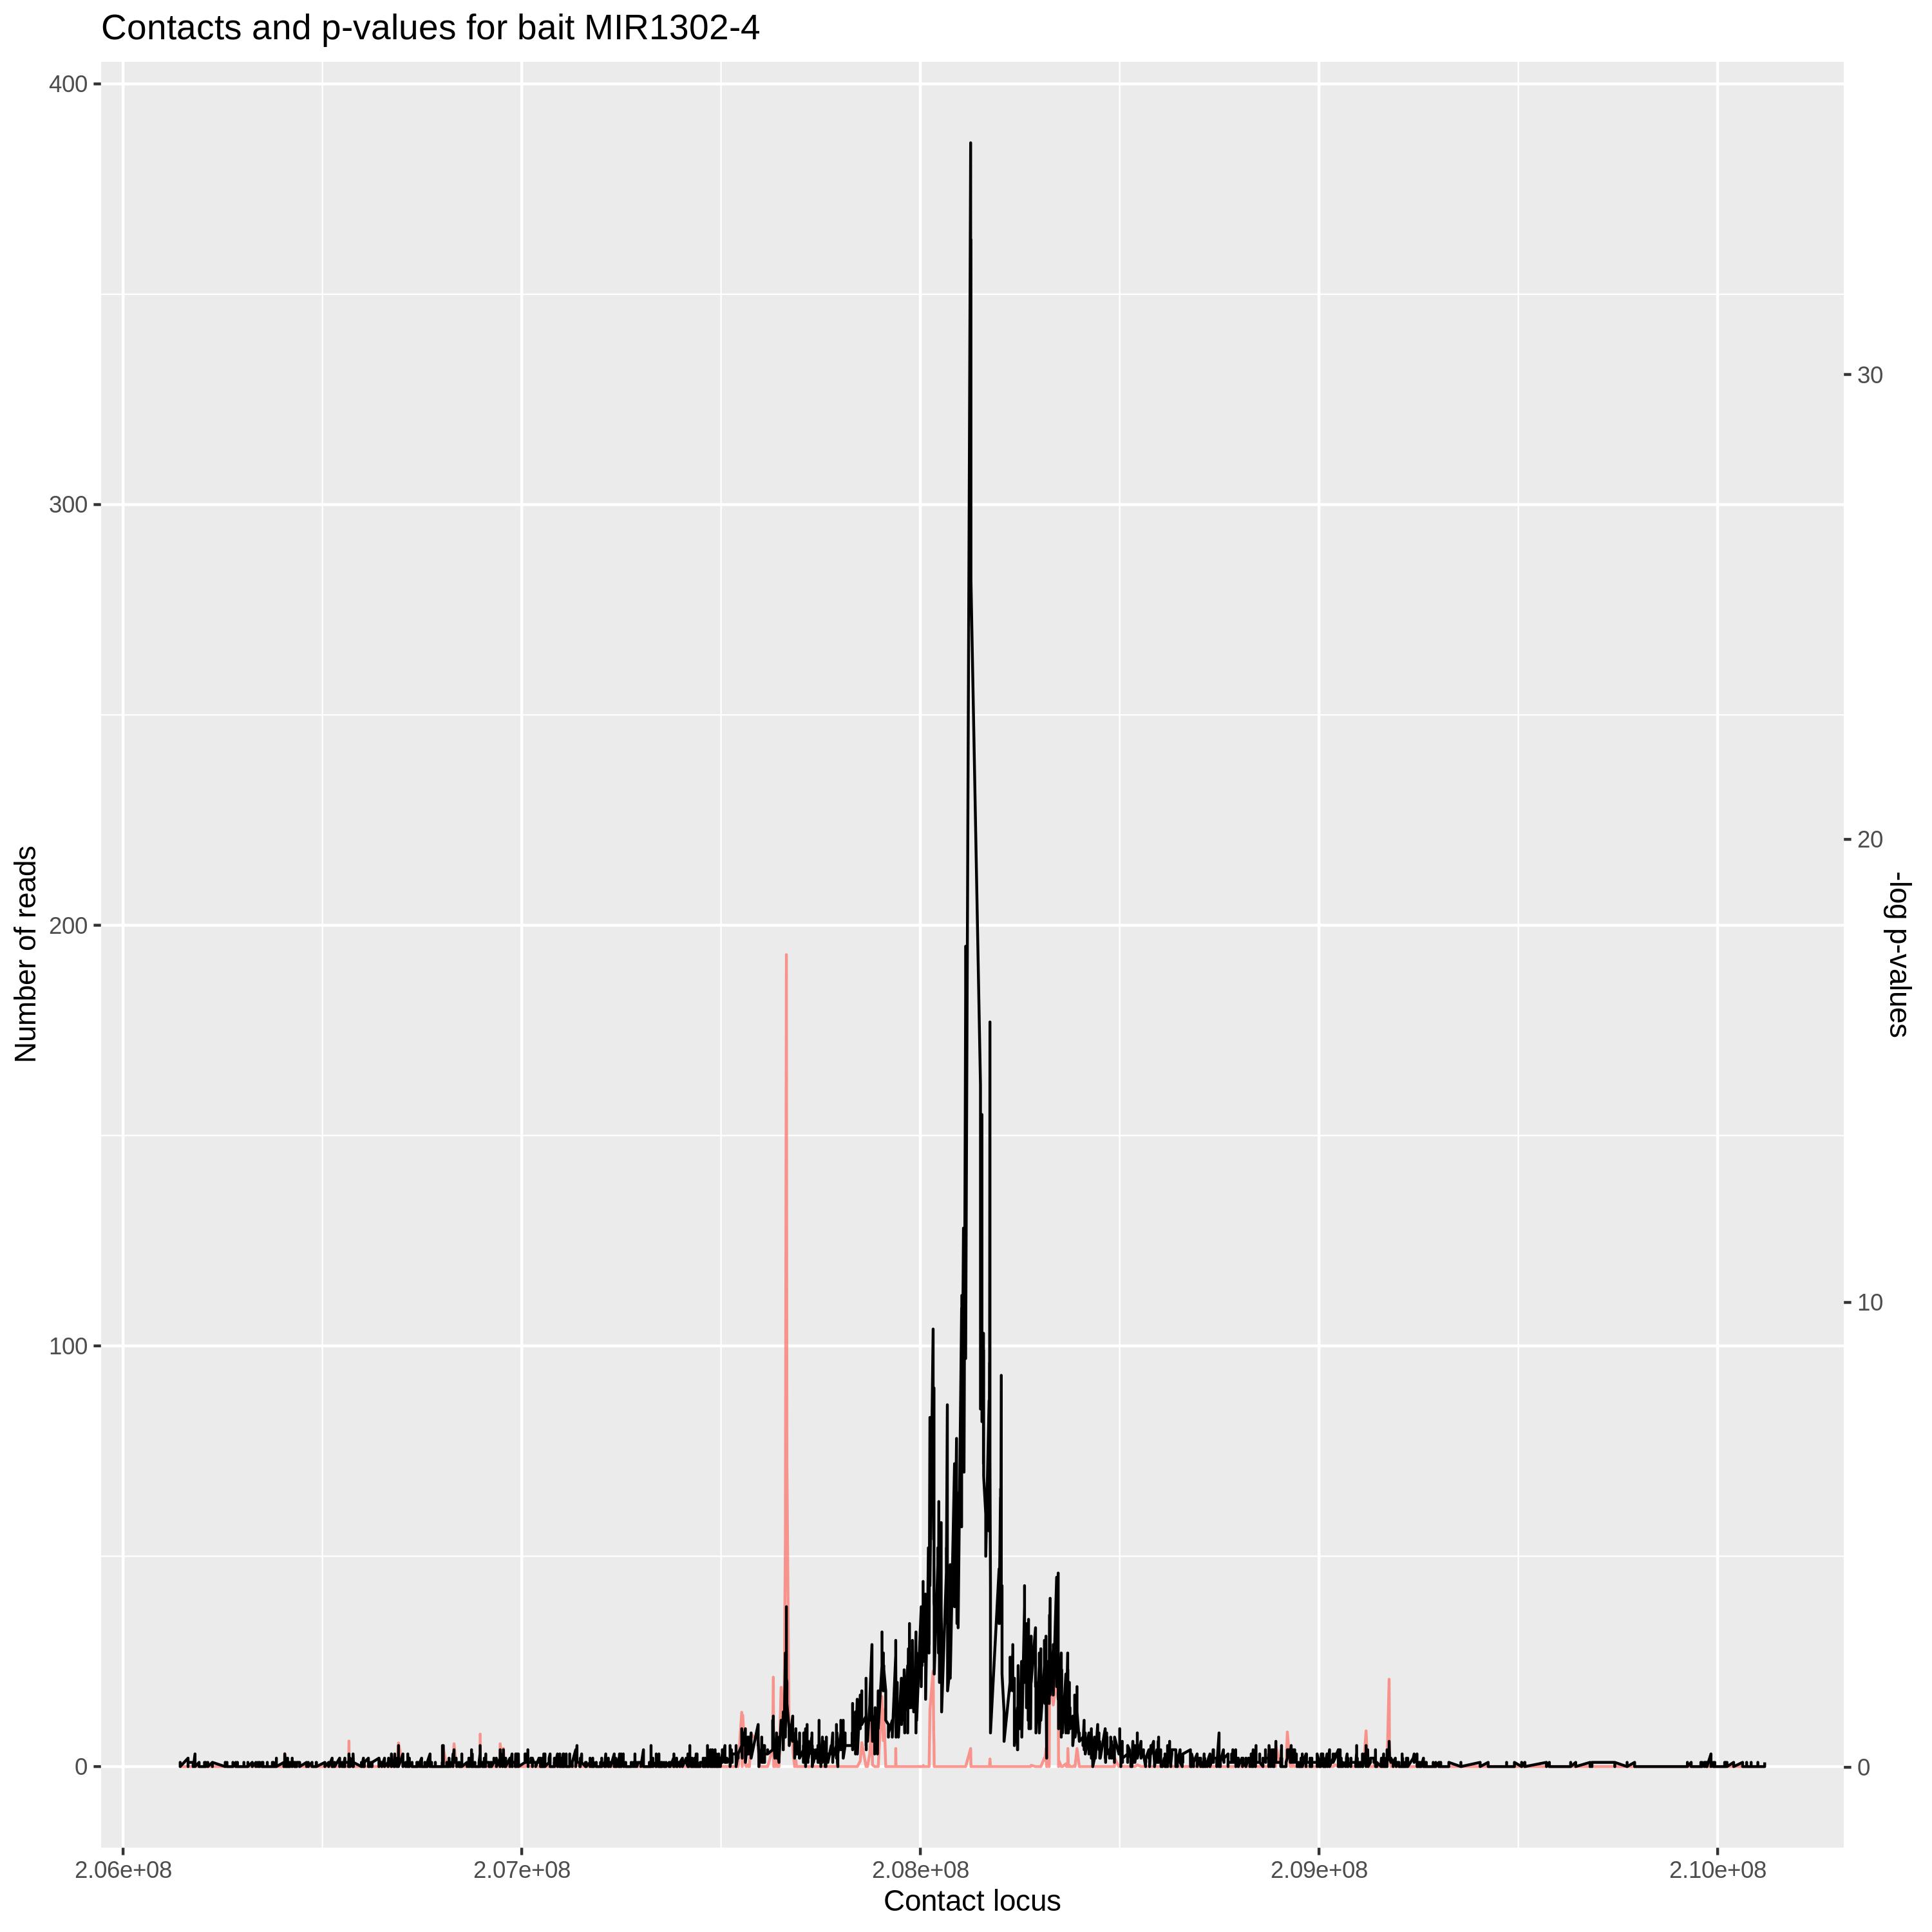 Contacts and p-values for bait MIR1302-4
400
300
200
100
0
30
20
10
0
Number of reads
-log p-values
2.06e+08 2.07e+08 2.08e+08 2.09e+08 2.10e+08
Contact locus